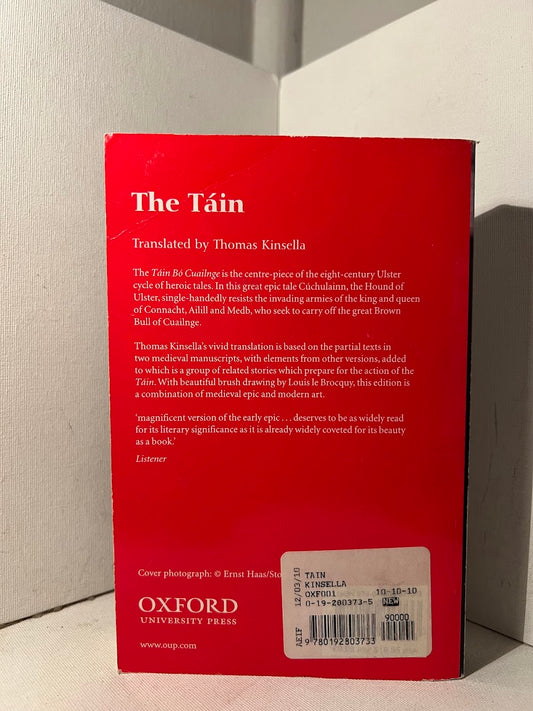 The Táin
Translated by Thomas Kinsella
The Táin Bó Cuailnge is the centre-piece of the eight-century Ulster
cycle of heroic tales. In this great epic tale Cúchulainn, the Hound of
Ulster, single-handedly resists the invading armies of the king and queen
of Connacht, Ailill and Medb, who seek to carry off the great Brown
Bull of Cuailnge.
Thomas Kinsella's vivid translation is based on the partial texts in
two medieval manuscripts, with elements from other versions, added
to which is a group of related stories which prepare for the action of the
Táin. With beautiful brush drawing by Louis le Brocquy, this edition is
a combination of medieval epic and modern art.
'magnificent version of the early epic . . . deserves to be as widely read
for its literary significance as it is already widely coveted for its beauty
as a book.'
Listener
Cover photograph: © Ernst Haas/Sto
OXFORD
UNIVERSITY PRESS
www.oup.com
12/03/10
AEIF
TAIN
KINSELLA
OXF001 10-10-10
0-19-280373-5 NEW
90000
9 780192 803733